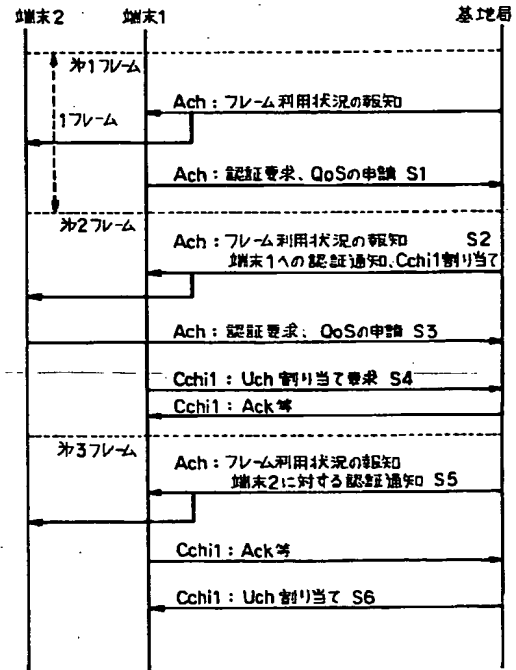 端末2
端末1
基地局
第1フレーム
Ach：フレーム利用状況の報知
1フレーム
Ach：認証要求、QoSの申請 S1
第2フレーム
Ach：フレーム利用状況の報知 S2
端末1への認証通知、Cchi1割り当て
Ach：認証要求、QoSの申請 S3
Cchi1：Uch割り当て要求 S4
Cchi1：Ack等
第3フレーム
Ach：フレーム利用状況の報知
端末2に対する認証通知 S5
Cchi1：Ack等
Cchi1：Uch割り当て S6